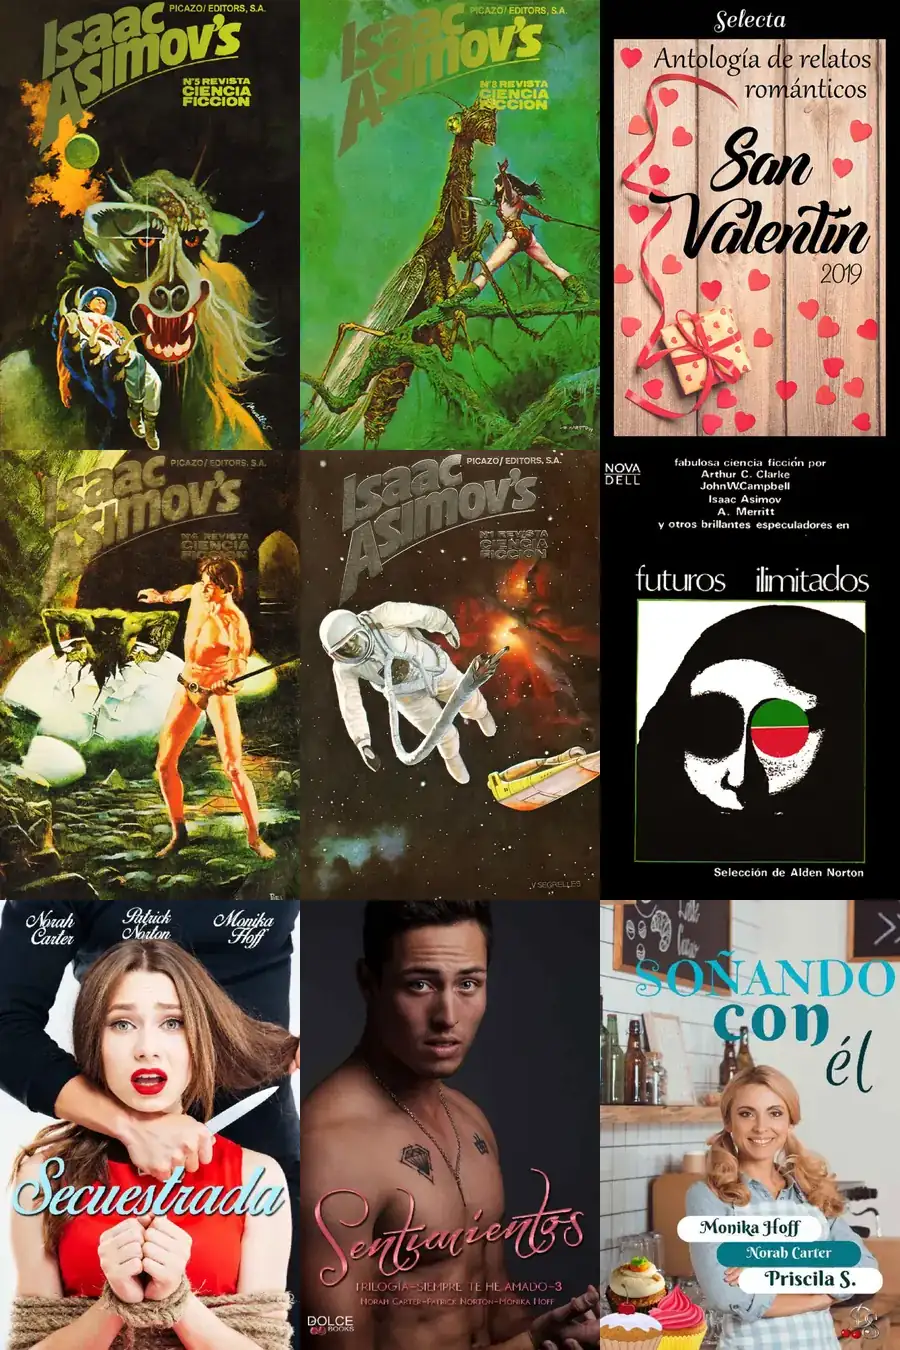 PICAZO/ EDITORS, S.A.
Isaac
Asimov's
Nº5 REVISTA
CIENCIA
FICCION
PICAZO/ EDITORS, S.A.
Isaac
Asimov's
Nº8 REVISTA
CIENCIA
FICCION
Selecta
Antología de relatos
románticos
San
Valentín
2019
PICAZO/ EDITORS, S.A.
Isaac
Asimov's
REVISTA
CIENCIA
FICCION
PICAZO/ EDITORS, S.A.
Isaac
Asimov's
Nº1 REVISTA
CIENCIA
FICCION
V SEGRELLES
NOVA
DELL
fabulosa ciencia ficción por
Arthur C. Clarke
John W. Campbell
Isaac Asimov
A. Merritt
y otros brillantes especuladores en
futuros ilimitados
Selección de Alden Norton
Norah
Carter
Patrick
Norton
Monika
Hoff
Secuestrada
Sentimientos
TRILOGÍA-SIEMPRE TE HE AMADO-3
NORAH CARTER-PATRICK NORTON-MONIKA HOFF
DOLCE
BOOKS
SOÑANDO
con
él
Monika Hoff
Norah Carter
Priscila S.